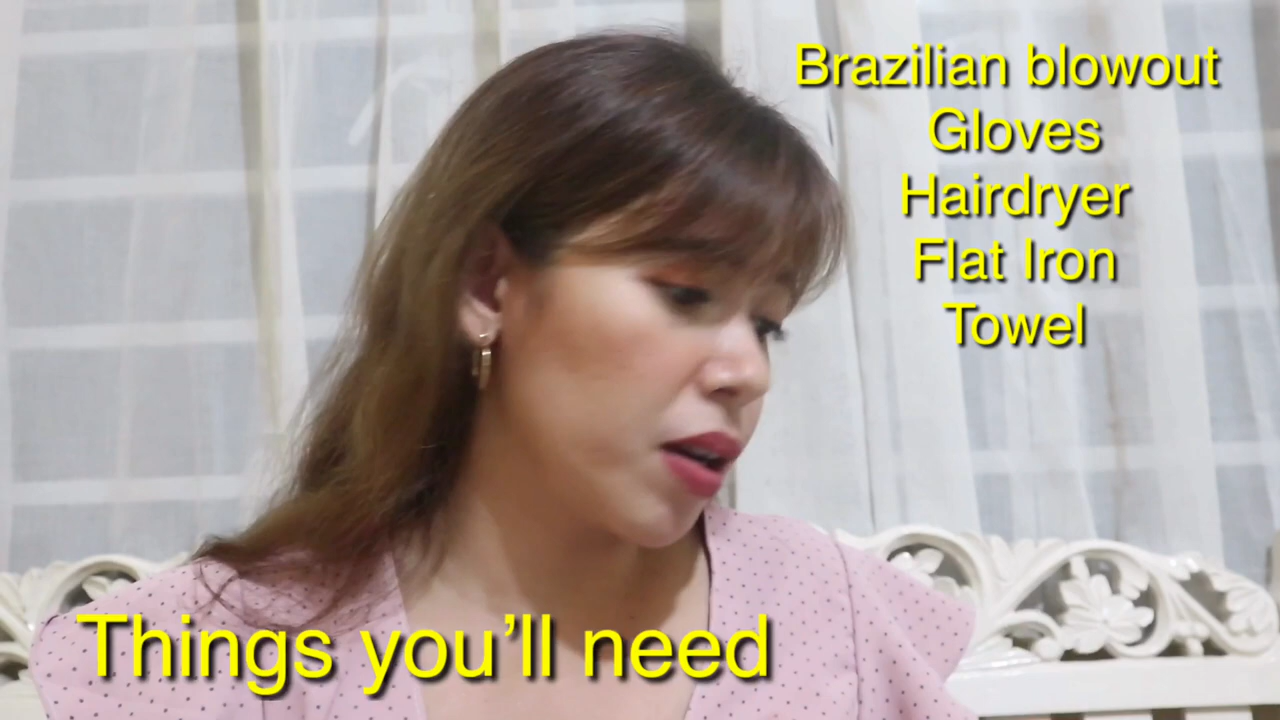 Brazilian blowout
Gloves
Hairdryer
Flat Iron
Towel
Things you'll need